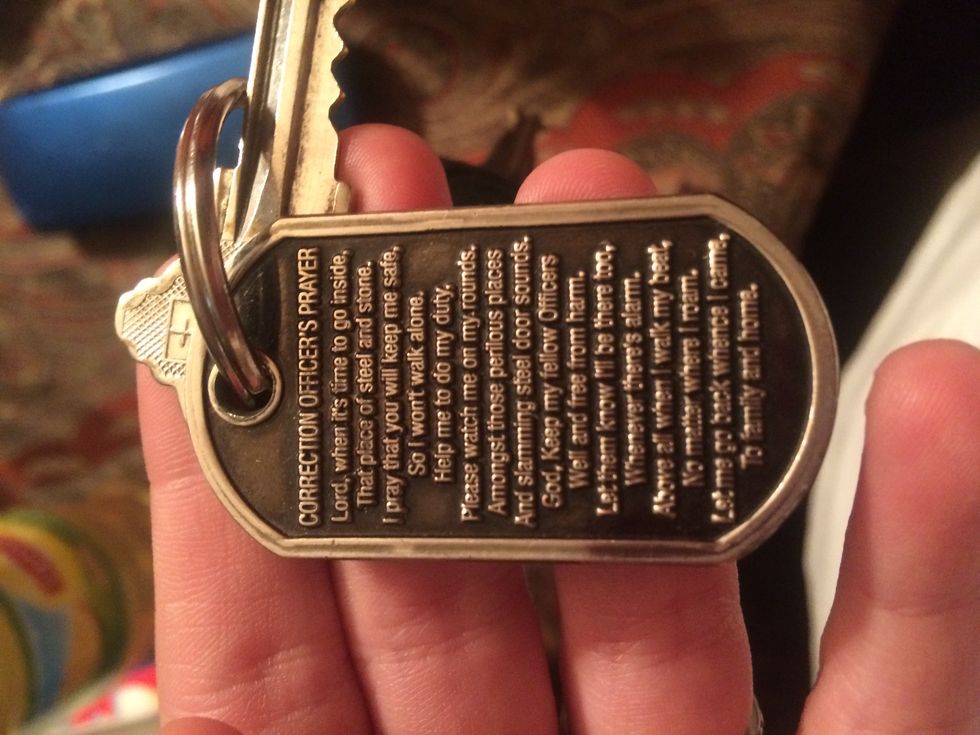 CORRECTION OFFICER'S PRAYER
Lord, when it's time to go inside,
That place of steel and stone.
I pray that you will keep me safe,
So I won't walk alone.
Help me to do my duty.
Please watch me on my rounds.
Amongst those perilous places
And slamming steel door sounds.
God, Keep my fellow Officers
Well and free from harm.
Let them know I'll be there too,
Whenever there's alarm.
Above all when I walk my beat,
No matter where I roam.
Let me go back whence I came,
To family and home.